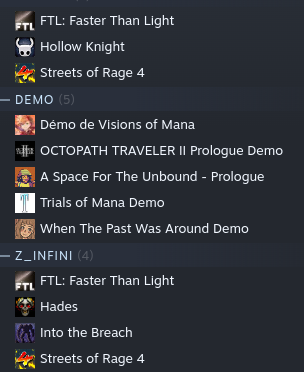 FTL: Faster Than Light
Hollow Knight
Streets of Rage 4
— DEMO (5)
Démo de Visions of Mana
OCTOPATH TRAVELER II Prologue Demo
A Space For The Unbound - Prologue
Trials of Mana Demo
When The Past Was Around Demo
— Z_INFINI (4)
FTL: Faster Than Light
Hades
Into the Breach
Streets of Rage 4